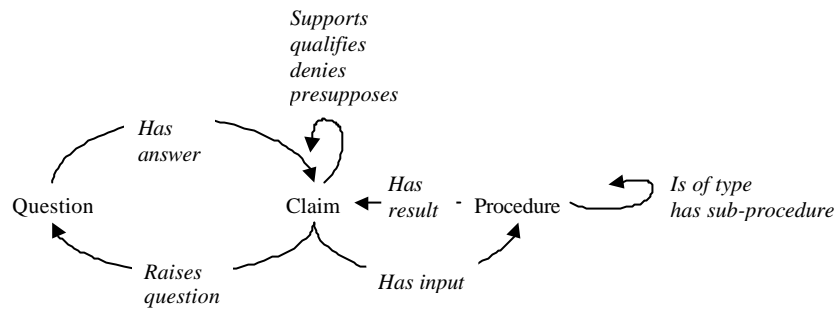 Supports
qualifies
denies
presupposes
Has
answer
Question
Claim
Has
result
Procedure
Is of type
has sub-procedure
Raises
question
Has input